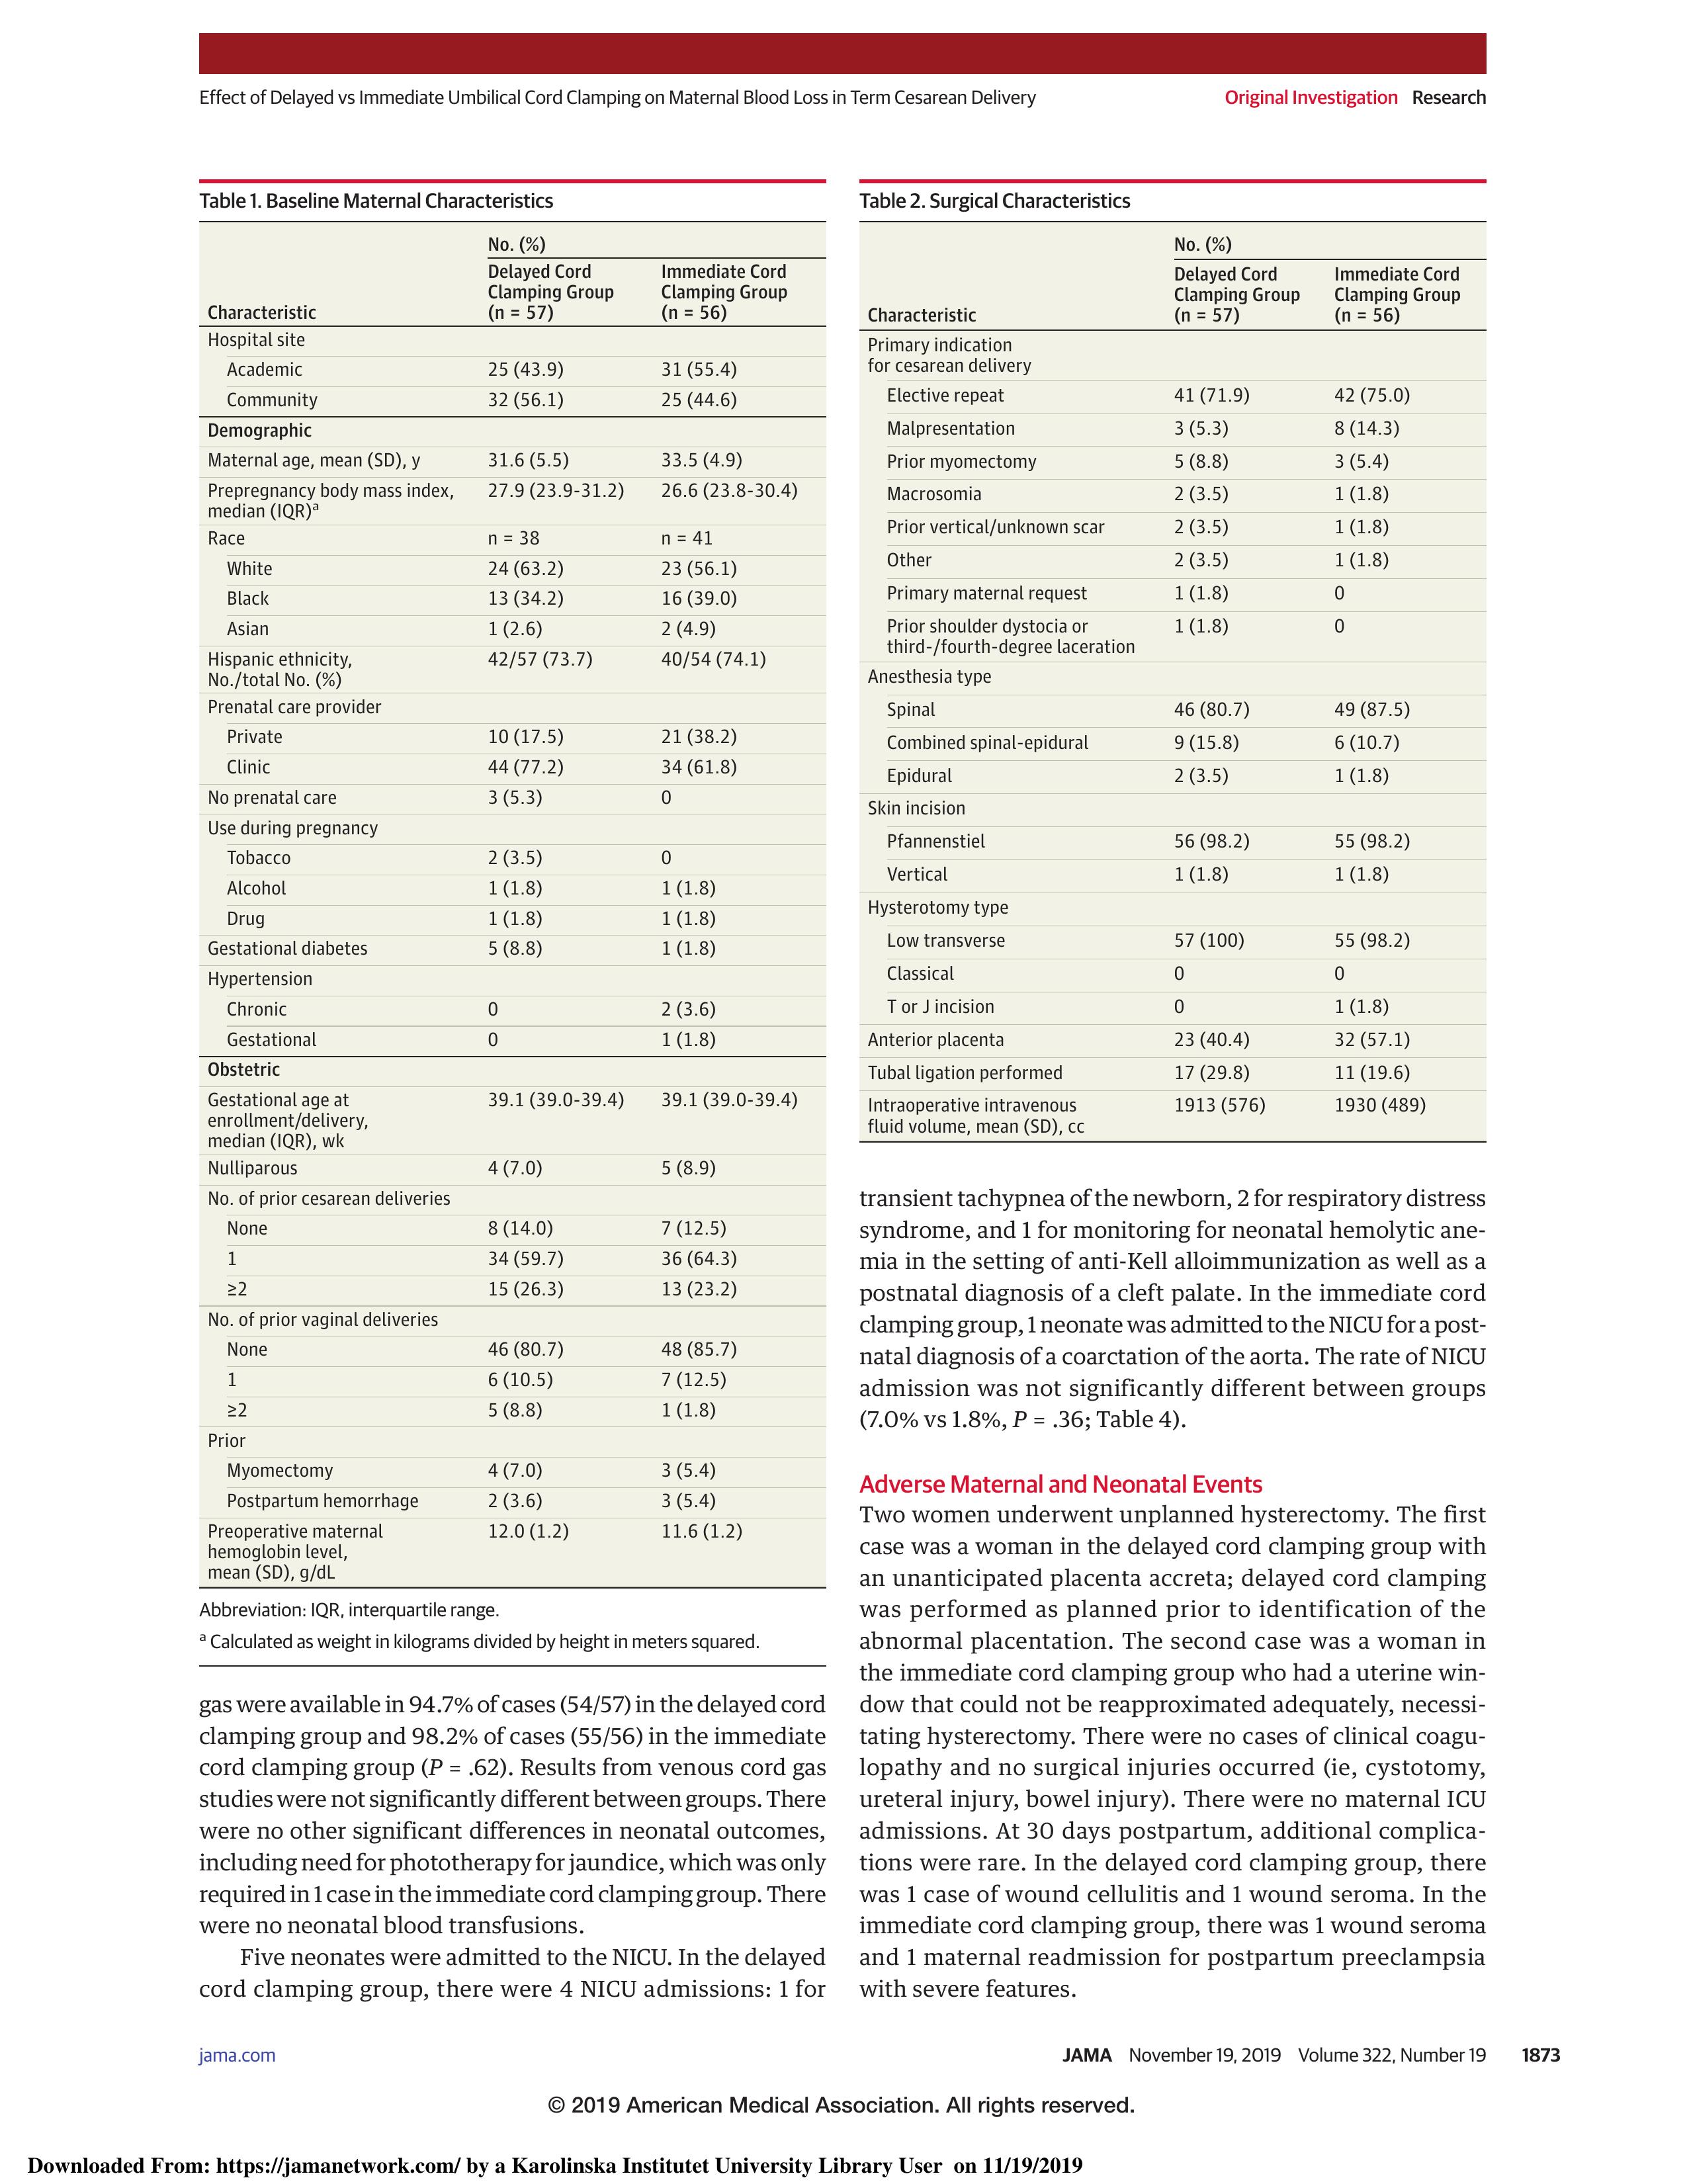 Effect of Delayed vs Immediate Umbilical Cord Clamping on Maternal Blood Loss in Term Cesarean Delivery
Original Investigation Research
Table 1. Baseline Maternal Characteristics
No. (%)
Characteristic
Delayed Cord Clamping Group (n = 57)
Immediate Cord Clamping Group (n = 56)
Hospital site
Academic 25 (43.9) 31 (55.4)
Community 32 (56.1) 25 (44.6)
Demographic
Maternal age, mean (SD), y 31.6 (5.5) 33.5 (4.9)
Prepregnancy body mass index, 27.9 (23.9-31.2) 26.6 (23.8-30.4)
median (IQR)ᵃ
Race n = 38 n = 41
White 24 (63.2) 23 (56.1)
Black 13 (34.2) 16 (39.0)
Asian 1 (2.6) 2 (4.9)
Hispanic ethnicity, 42/57 (73.7) 40/54 (74.1)
No./total No. (%)
Prenatal care provider
Private 10 (17.5) 21 (38.2)
Clinic 44 (77.2) 34 (61.8)
No prenatal care 3 (5.3) 0
Use during pregnancy
Tobacco 2 (3.5) 0
Alcohol 1 (1.8) 1 (1.8)
Drug 1 (1.8) 1 (1.8)
Gestational diabetes 5 (8.8) 1 (1.8)
Hypertension
Chronic 0 2 (3.6)
Gestational 0 1 (1.8)
Obstetric
Gestational age at 39.1 (39.0-39.4) 39.1 (39.0-39.4)
enrollment/delivery,
median (IQR), wk
Nulliparous 4 (7.0) 5 (8.9)
No. of prior cesarean deliveries
None 8 (14.0) 7 (12.5)
1 34 (59.7) 36 (64.3)
≥2 15 (26.3) 13 (23.2)
No. of prior vaginal deliveries
None 46 (80.7) 48 (85.7)
1 6 (10.5) 7 (12.5)
≥2 5 (8.8) 1 (1.8)
Prior
Myomectomy 4 (7.0) 3 (5.4)
Postpartum hemorrhage 2 (3.6) 3 (5.4)
Preoperative maternal 12.0 (1.2) 11.6 (1.2)
hemoglobin level,
mean (SD), g/dL
Abbreviation: IQR, interquartile range.
ᵃ Calculated as weight in kilograms divided by height in meters squared.
gas were available in 94.7% of cases (54/57) in the delayed cord
clamping group and 98.2% of cases (55/56) in the immediate
cord clamping group (P = .62). Results from venous cord gas
studies were not significantly different between groups. There
were no other significant differences in neonatal outcomes,
including need for phototherapy for jaundice, which was only
required in 1 case in the immediate cord clamping group. There
were no neonatal blood transfusions.
Five neonates were admitted to the NICU. In the delayed
cord clamping group, there were 4 NICU admissions: 1 for
Table 2. Surgical Characteristics
No. (%)
Characteristic
Delayed Cord Clamping Group (n = 57)
Immediate Cord Clamping Group (n = 56)
Primary indication
for cesarean delivery
Elective repeat 41 (71.9) 42 (75.0)
Malpresentation 3 (5.3) 8 (14.3)
Prior myomectomy 5 (8.8) 3 (5.4)
Macrosomia 2 (3.5) 1 (1.8)
Prior vertical/unknown scar 2 (3.5) 1 (1.8)
Other 2 (3.5) 1 (1.8)
Primary maternal request 1 (1.8) 0
Prior shoulder dystocia or 1 (1.8) 0
third-/fourth-degree laceration
Anesthesia type
Spinal 46 (80.7) 49 (87.5)
Combined spinal-epidural 9 (15.8) 6 (10.7)
Epidural 2 (3.5) 1 (1.8)
Skin incision
Pfannenstiel 56 (98.2) 55 (98.2)
Vertical 1 (1.8) 1 (1.8)
Hysterotomy type
Low transverse 57 (100) 55 (98.2)
Classical 0 0
T or J incision 0 1 (1.8)
Anterior placenta 23 (40.4) 32 (57.1)
Tubal ligation performed 17 (29.8) 11 (19.6)
Intraoperative intravenous 1913 (576) 1930 (489)
fluid volume, mean (SD), cc
transient tachypnea of the newborn, 2 for respiratory distress
syndrome, and 1 for monitoring for neonatal hemolytic ane-
mia in the setting of anti-Kell alloimmunization as well as a
postnatal diagnosis of a cleft palate. In the immediate cord
clamping group, 1 neonate was admitted to the NICU for a post-
natal diagnosis of a coarctation of the aorta. The rate of NICU
admission was not significantly different between groups
(7.0% vs 1.8%, P = .36; Table 4).
Adverse Maternal and Neonatal Events
Two women underwent unplanned hysterectomy. The first
case was a woman in the delayed cord clamping group with
an unanticipated placenta accreta; delayed cord clamping
was performed as planned prior to identification of the
abnormal placentation. The second case was a woman in
the immediate cord clamping group who had a uterine win-
dow that could not be reapproximated adequately, necessi-
tating hysterectomy. There were no cases of clinical coagu-
lopathy and no surgical injuries occurred (ie, cystotomy,
ureteral injury, bowel injury). There were no maternal ICU
admissions. At 30 days postpartum, additional complica-
tions were rare. In the delayed cord clamping group, there
was 1 case of wound cellulitis and 1 wound seroma. In the
immediate cord clamping group, there was 1 wound seroma
and 1 maternal readmission for postpartum preeclampsia
with severe features.
jama.com
JAMA November 19, 2019 Volume 322, Number 19 1873
© 2019 American Medical Association. All rights reserved.
Downloaded From: https://jamanetwork.com/ by a Karolinska Institutet University Library User on 11/19/2019